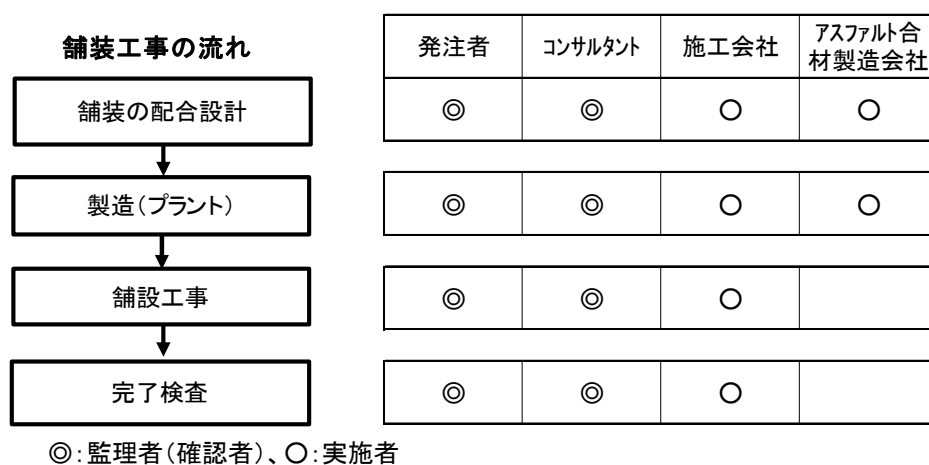 舗装工事の流れ
発注者 コンサルタント 施工会社 アスファルト合
材製造会社
舗装の配合設計 ◎ ◎ ○ ○
製造(プラント) ◎ ◎ ○ ○
舗設工事 ◎ ◎ ○
完了検査 ◎ ◎ ○
◎:監理者(確認者)、○:実施者